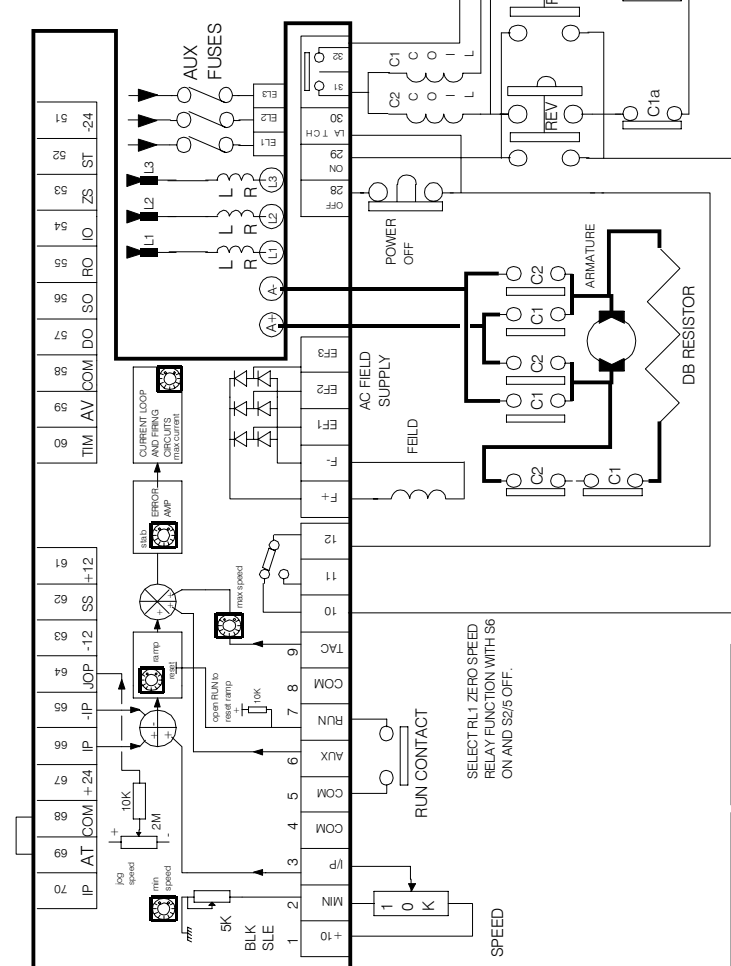 AUX
FUSES
51
-24
52
ST
53
ZS
54
IO
55
RO
56
SO
57
DO
58
COM
59
AV
60
TIM
61
+12
62
SS
63
-12
64
JOP
65
-IP
66
IP
67
+24
68
COM
69
AT
70
IP
L3
L2
L1
L
R
L3
L
R
L2
L
R
L1
A-
A+
EL3
EL2
EL1
32
31
30
LATCH
29
ON
28
OFF
C1
COIL
C2
COIL
REV
C1a
POWER
OFF
ARMATURE
C2
C1
C2
C1
C2
C1
DB RESISTOR
CURRENT LOOP
AND FIRING
CIRCUITS
max current
EF3
EF2
EF1
F-
F+
AC FIELD
SUPPLY
FEILD
stab
ERROR
AMP
12
11
10
max speed
ramp
reset
open RUN to
reset ramp
+
10K
9
TAC
8
COM
7
RUN
6
AUX
5
COM
4
COM
3
I/P
2
MIN
1
+10
RUN CONTACT
SELECT RL1 ZERO SPEED
RELAY FUNCTION WITH S6
ON AND S2/5 OFF.
10K
+
2M
-
jog
speed
min
speed
5K
BLK
SLE
10K
SPEED